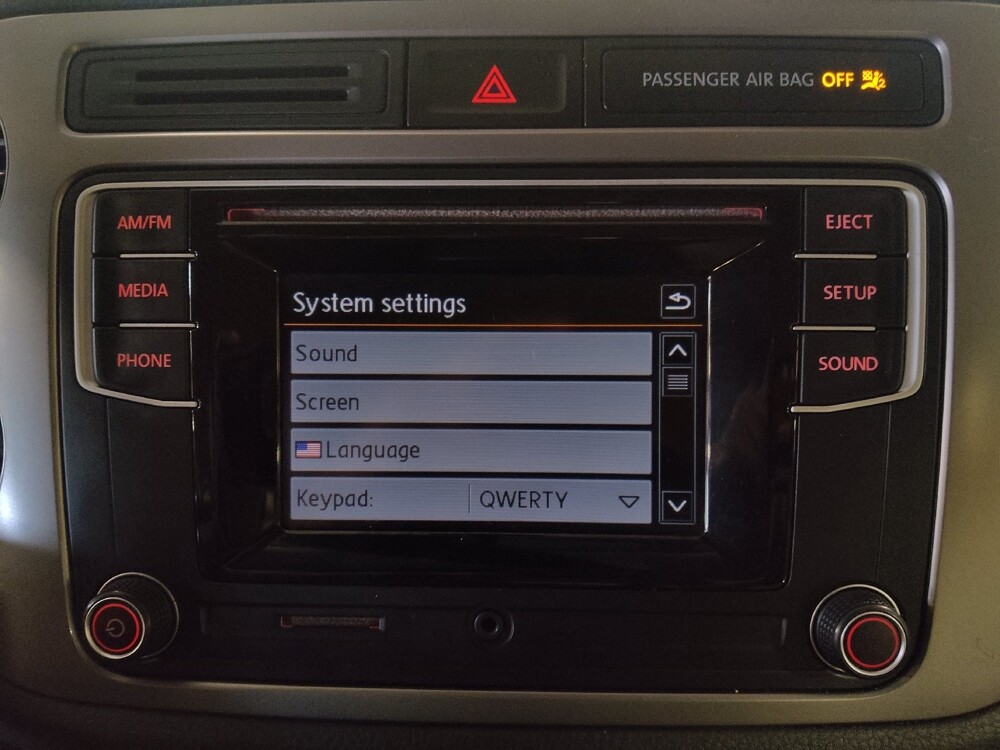 PASSENGER AIR BAG OFF
AM/FM
MEDIA
PHONE
System settings
Sound
Screen
Language
Keypad: QWERTY
EJECT
SETUP
SOUND